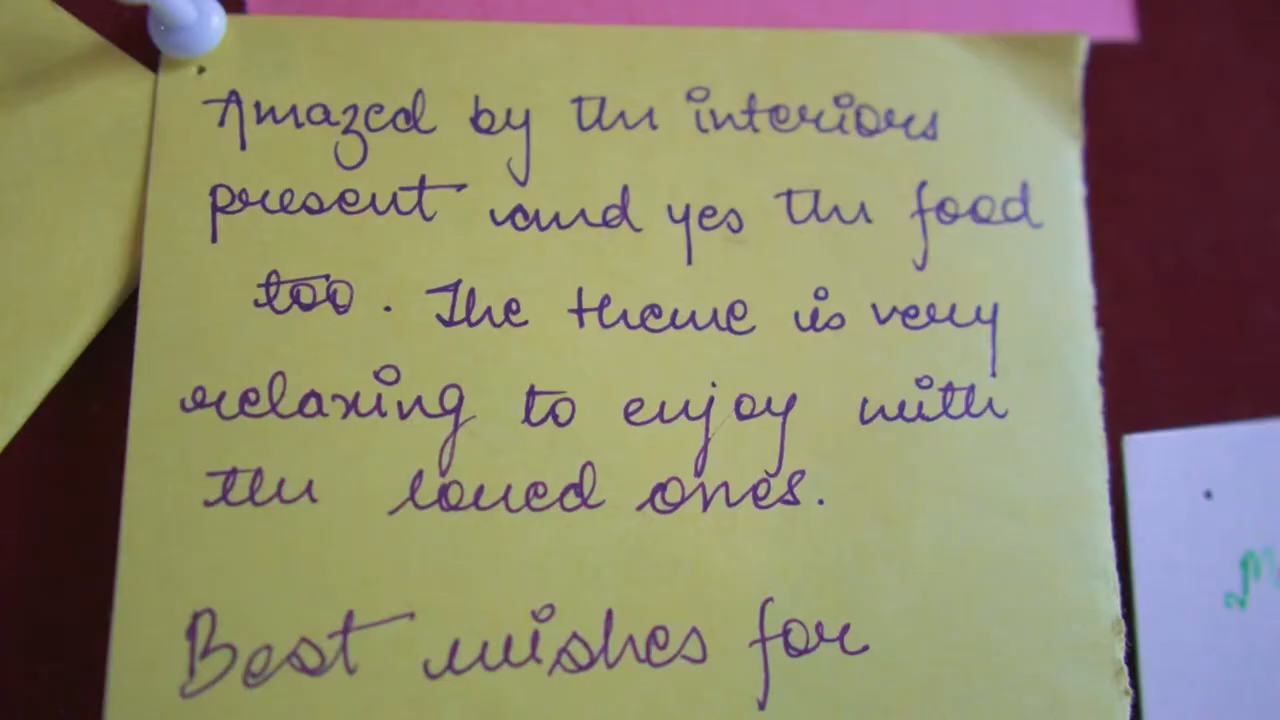 Amazed by the interiors
present and yes the food
too. The theme is very
relaxing to enjoy with
the loved ones.
Best wishes for